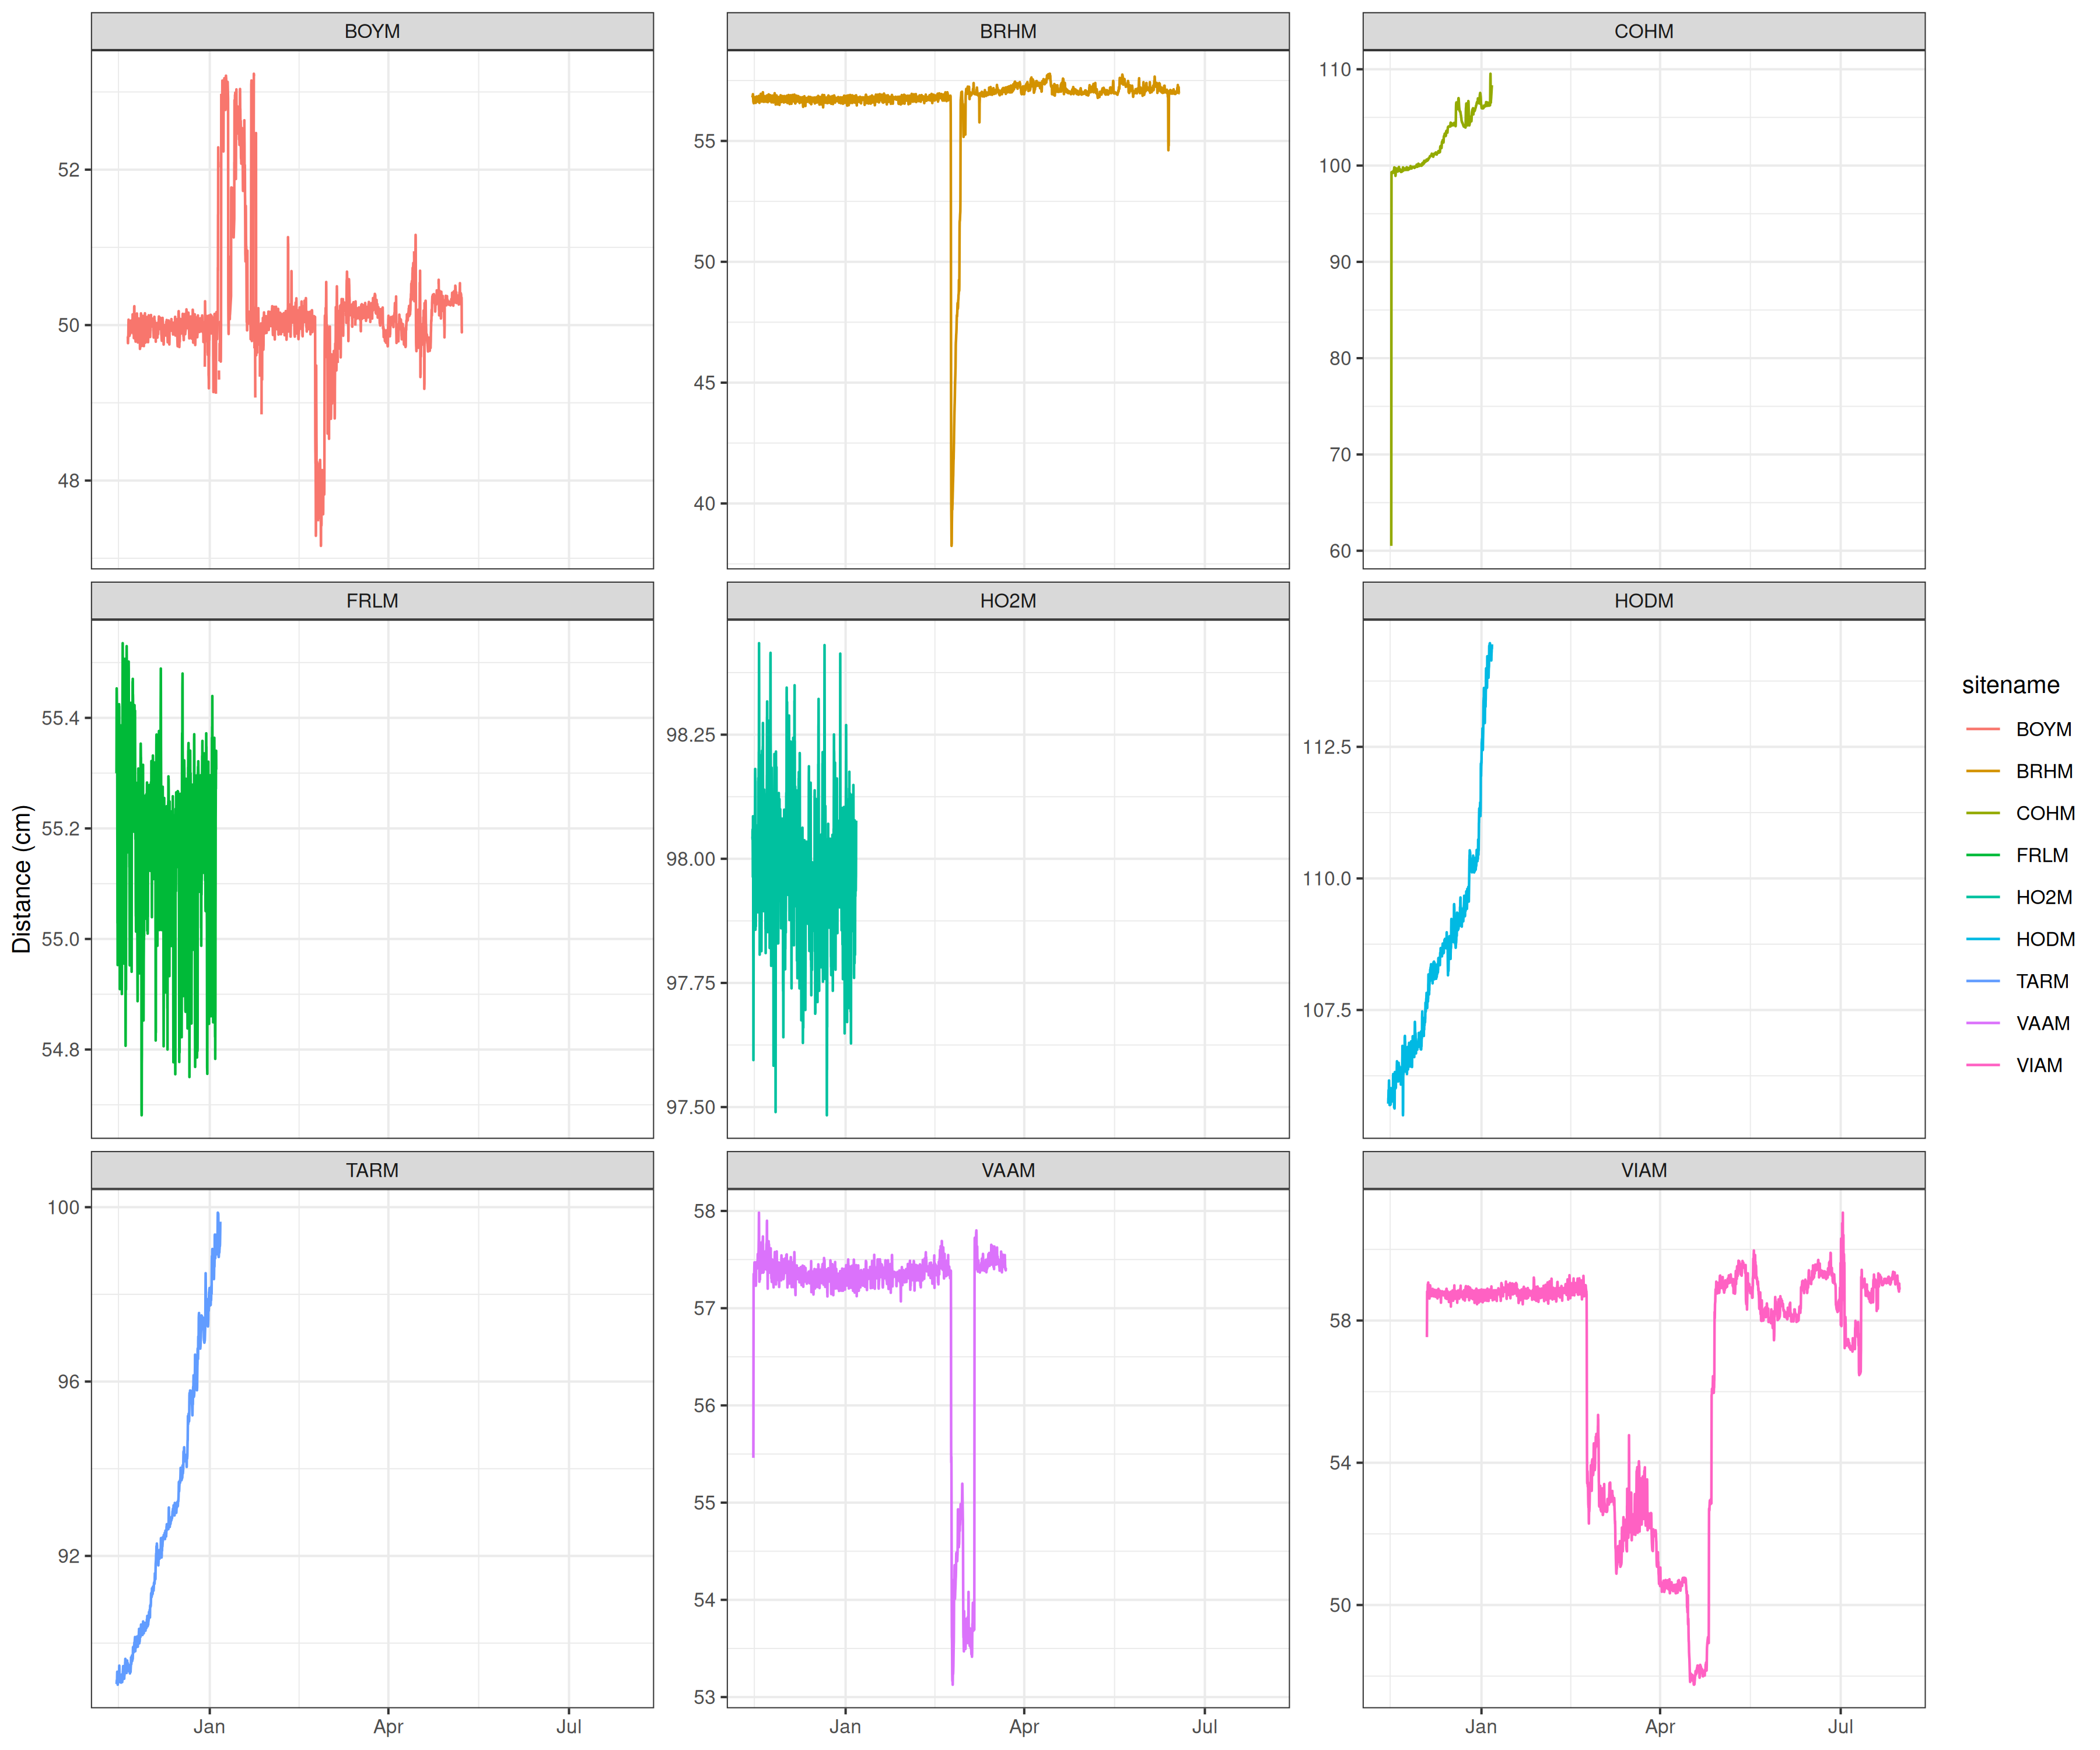 BOYM
BRHM
COHM
52
50
48
55
50
45
40
110
100
90
80
70
60
FRLM
HO2M
HODM
Distance (cm)
55.4
55.2
55.0
54.8
98.25
98.00
97.75
97.50
112.5
110.0
107.5
TARM
VAAM
VIAM
100
96
92
58
57
56
55
54
53
58
54
50
Jan Apr Jul
Jan Apr Jul
Jan Apr Jul
sitename
BOYM
BRHM
COHM
FRLM
HO2M
HODM
TARM
VAAM
VIAM